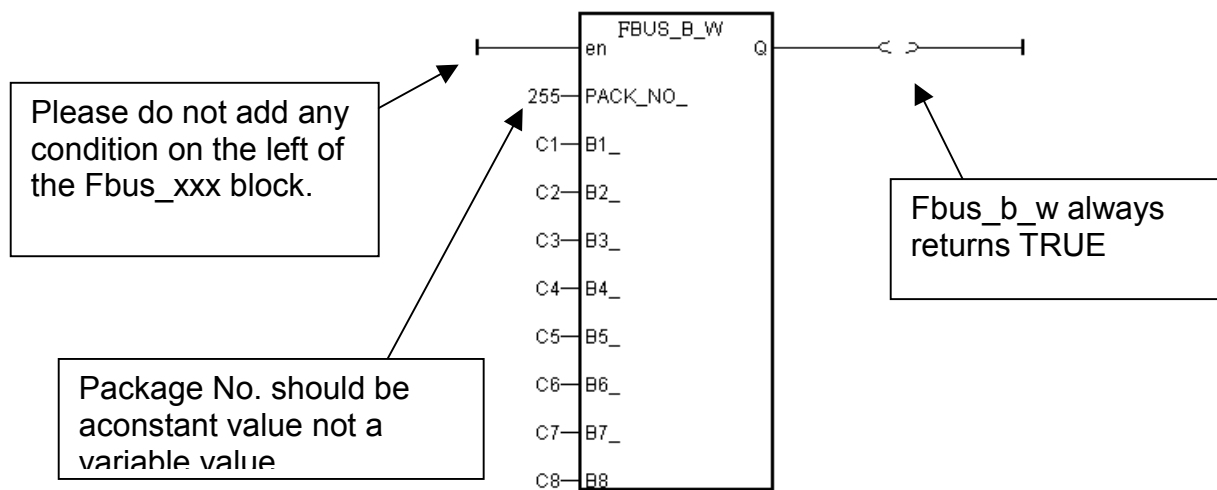 FBUS_B_W
en
Q
255
PACK_NO_
C1
B1_
C2
B2_
C3
B3_
C4
B4_
C5
B5_
C6
B6_
C7
B7_
C8
B8
Please do not add any
condition on the left of
the Fbus_xxx block.
Fbus_b_w always
returns TRUE
Package No. should be
aconstant value not a
variable value